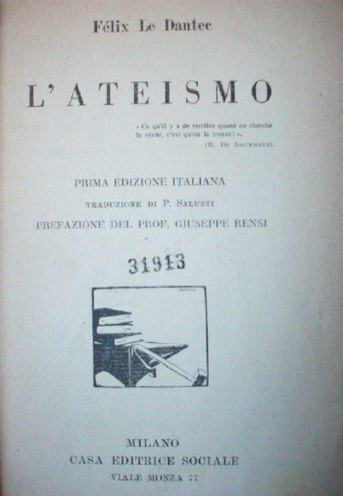 Félix Le Dantec
L'ATEISMO
« Ce qu'il y a de terrible quand on cherche
la vérité, c'est qu'on la trouve! ».
(R. De Gourmont)
PRIMA EDIZIONE ITALIANA
TRADUZIONE DI P. SALUSTI
PREFAZIONE DEL PROF. GIUSEPPE RENSI
31913
MILANO
CASA EDITRICE SOCIALE
VIALE MONZA 77